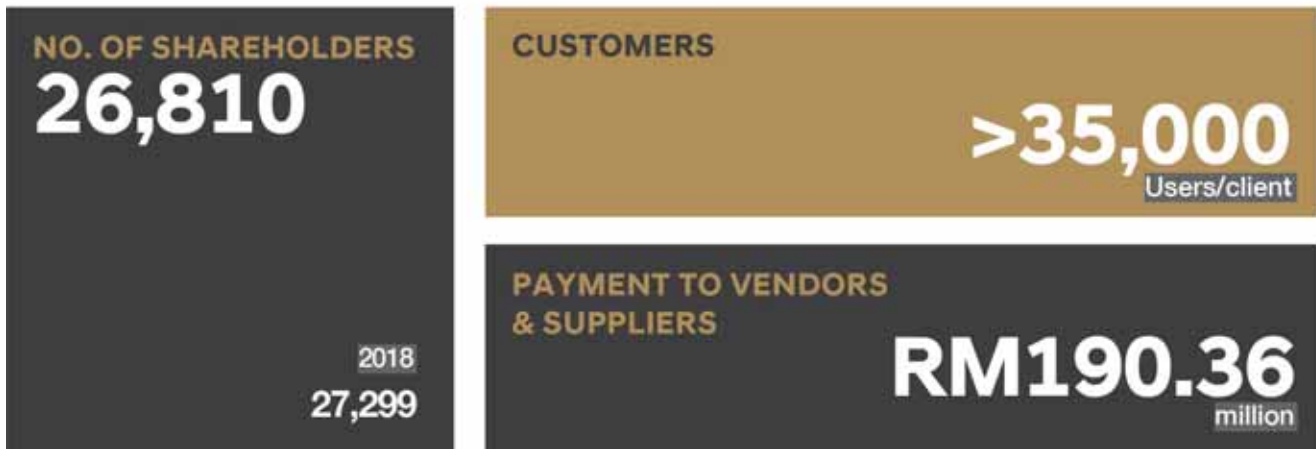 NO. OF SHAREHOLDERS
26,810
2018
27,299
CUSTOMERS
>35,000
Users/client
PAYMENT TO VENDORS
& SUPPLIERS
RM190.36
million